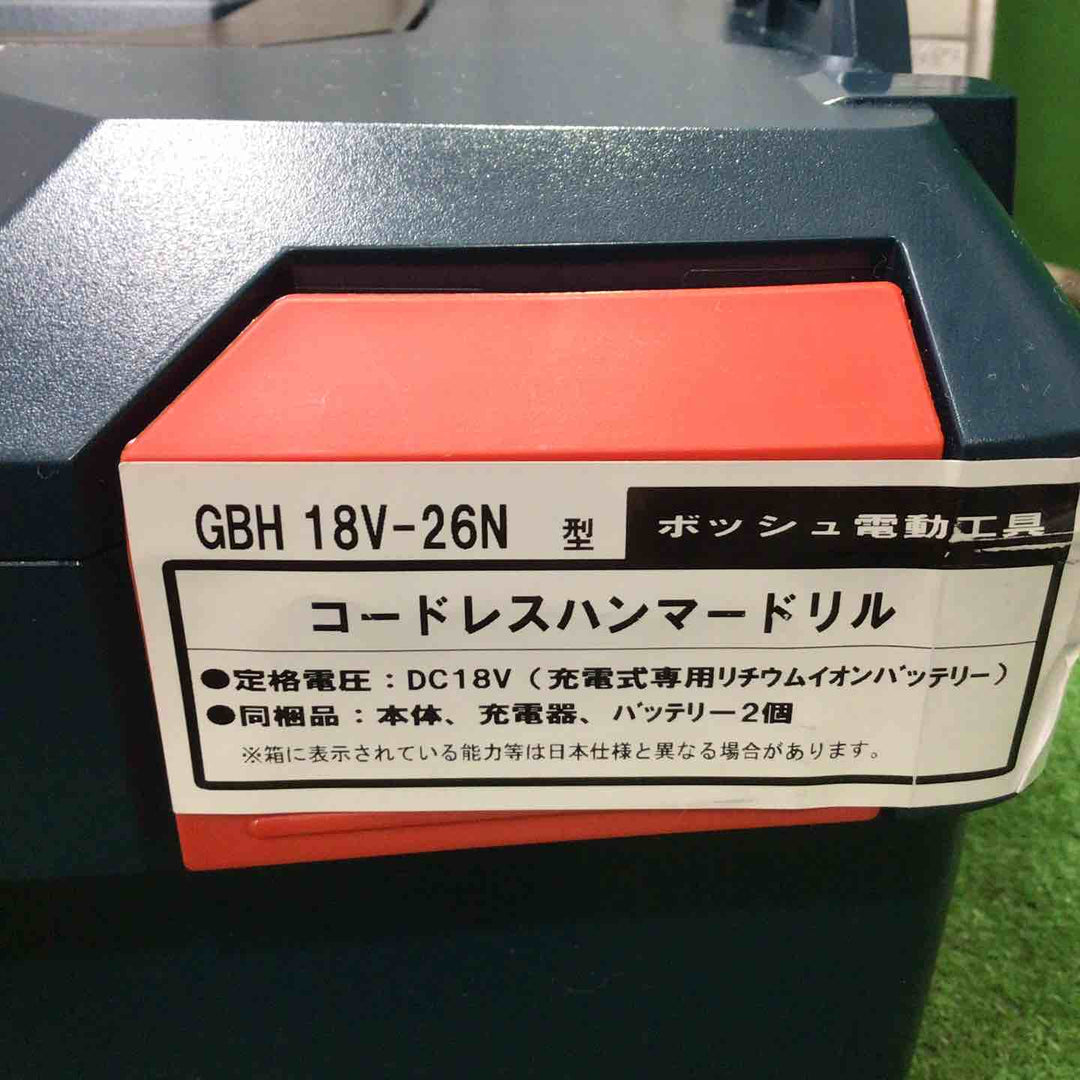 GBH 18V-26N 型 ボッシュ電動工具
コードレスハンマードリル
●定格電圧:DC18V(充電式専用リチウムイオンバッテリー)
●同梱品:本体、充電器、バッテリー2個
※箱に表示されている能力等は日本仕様と異なる場合があります。